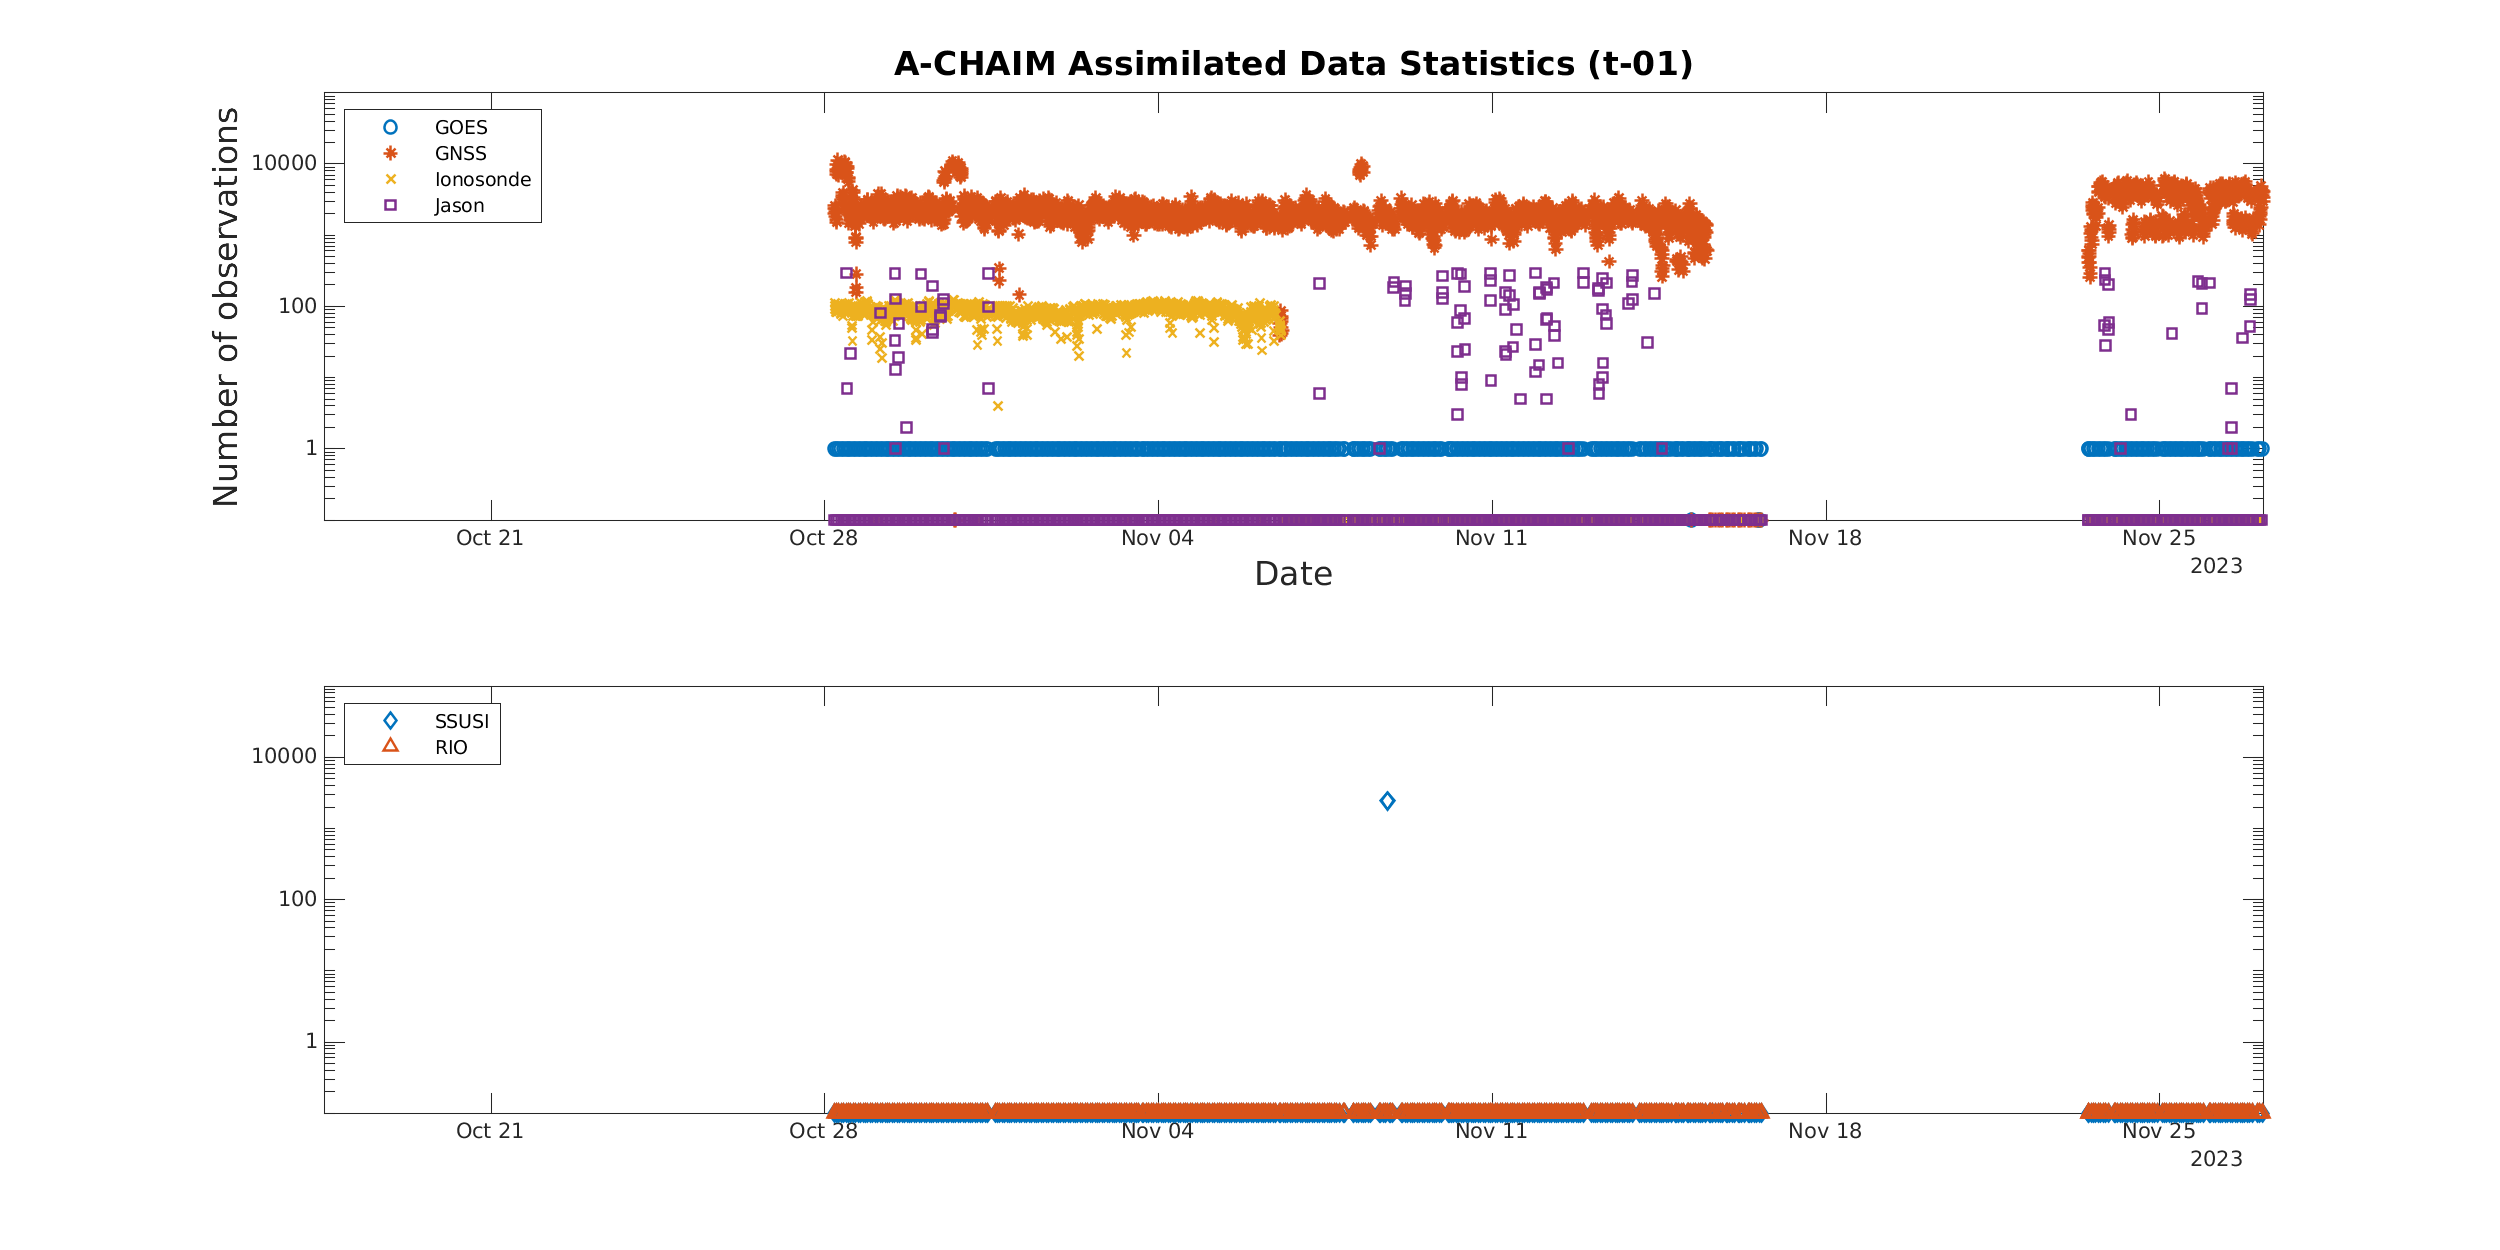 A-CHAIM Assimilated Data Statistics (t-01)
Number of observations
10000
100
1
GOES
GNSS
Ionosonde
Jason
Oct 21
Oct 28
Nov 04
Nov 11
Nov 18
Nov 25
2023
Date
10000
100
1
SSUSI
RIO
Oct 21
Oct 28
Nov 04
Nov 11
Nov 18
Nov 25
2023